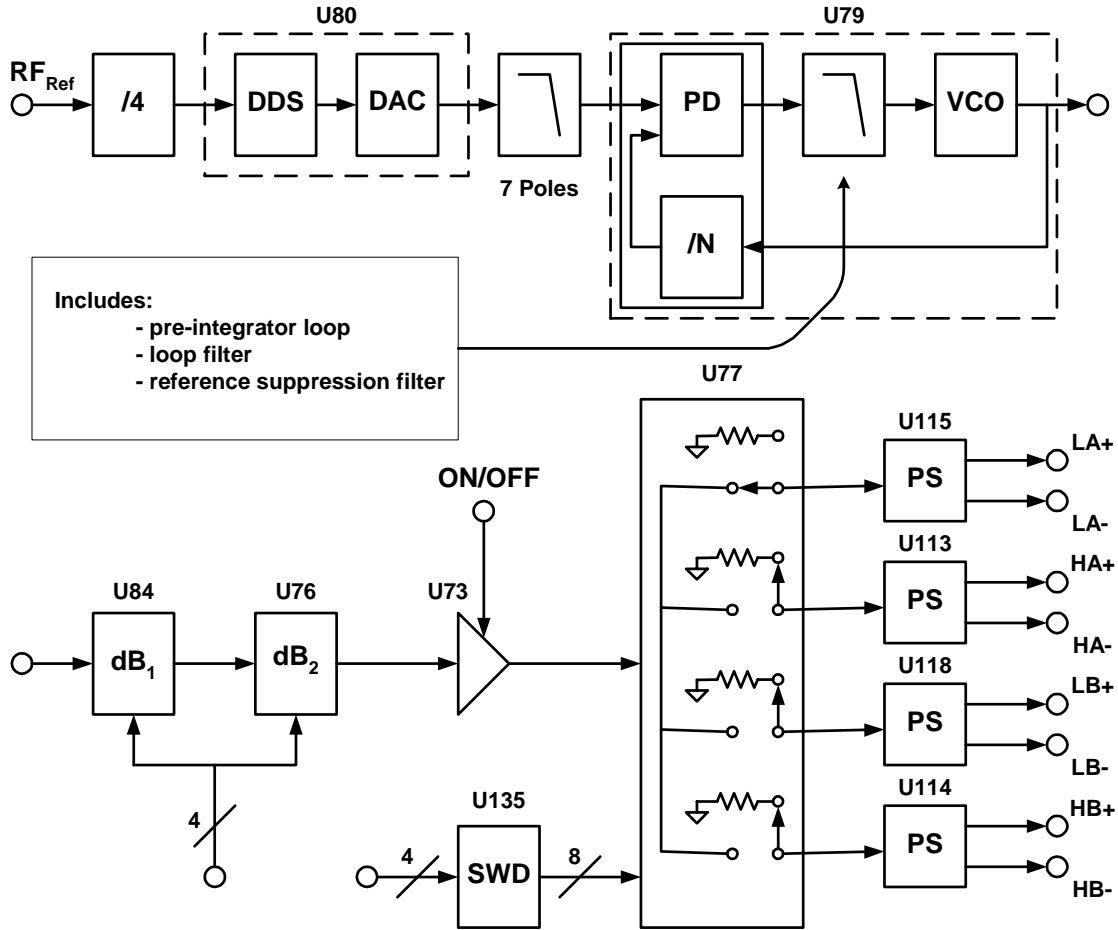 U80
U79
RF Ref
/4
DDS
DAC
PD
VCO
7 Poles
/N
Includes:
- pre-integrator loop
- loop filter
- reference suppression filter
U77
U115
LA+
PS
LA-
ON/OFF
U113
HA+
PS
HA-
U84
U76
U73
dB1
dB2
U118
LB+
PS
LB-
U114
HB+
PS
HB-
4
U135
4
SWD
8